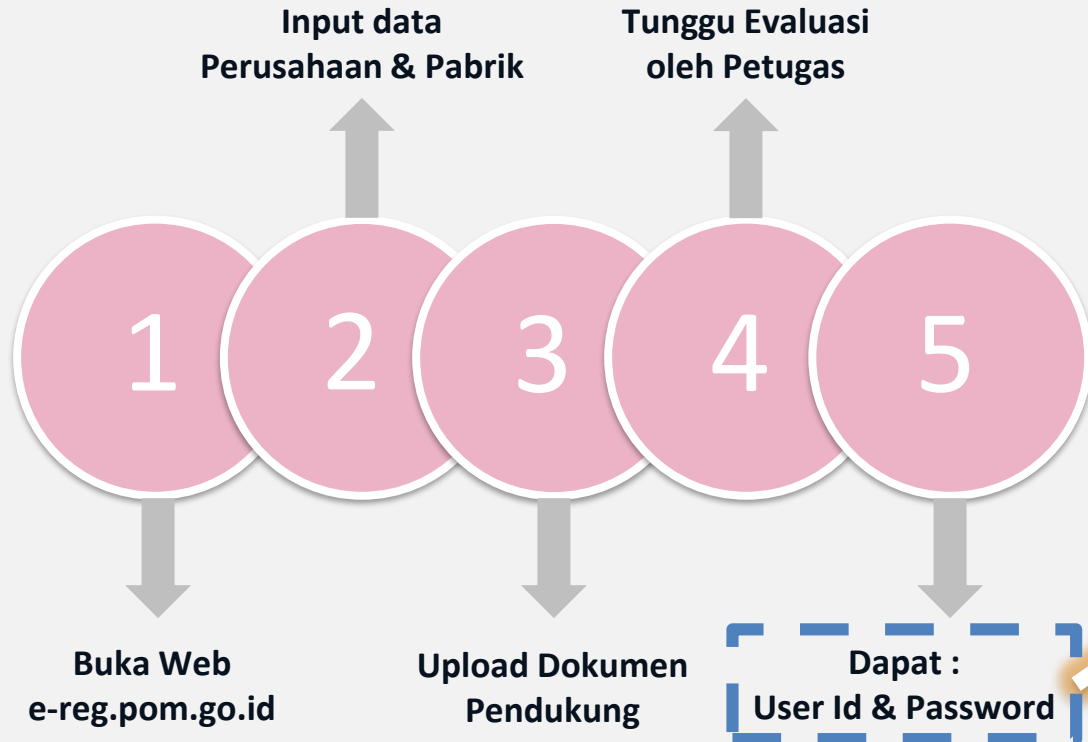 Input data
Perusahaan & Pabrik
Tunggu Evaluasi
oleh Petugas
1
2
3
4
5
Buka Web
e-reg.pom.go.id
Upload Dokumen
Pendukung
Dapat :
User Id & Password